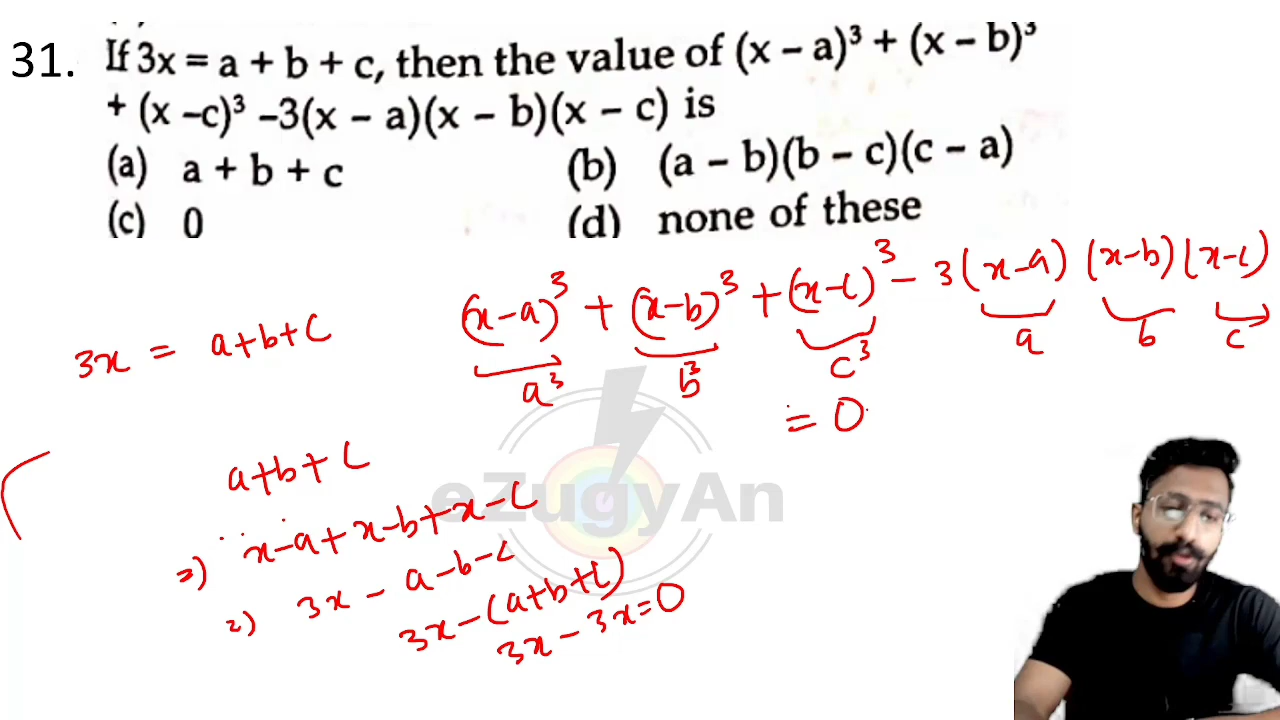 31. If 3x = a + b + c, then the value of (x – a)³ + (x – b)³
+ (x –c)³ –3(x – a)(x – b)(x – c) is
(a) a + b + c (b) (a – b)(b – c)(c – a)
(c) 0 (d) none of these
(x-a)³ + (x-b)³ + (x-c)³ - 3(x-a)(x-b)(x-c)
3x = a+b+c
a³ b³ c³ a b c
= 0
a+b+c
eZugyAn
=) x-a+x-b+x-c
=) 3x - a-b-c
3x-(a+b+c)
3x-3x=0